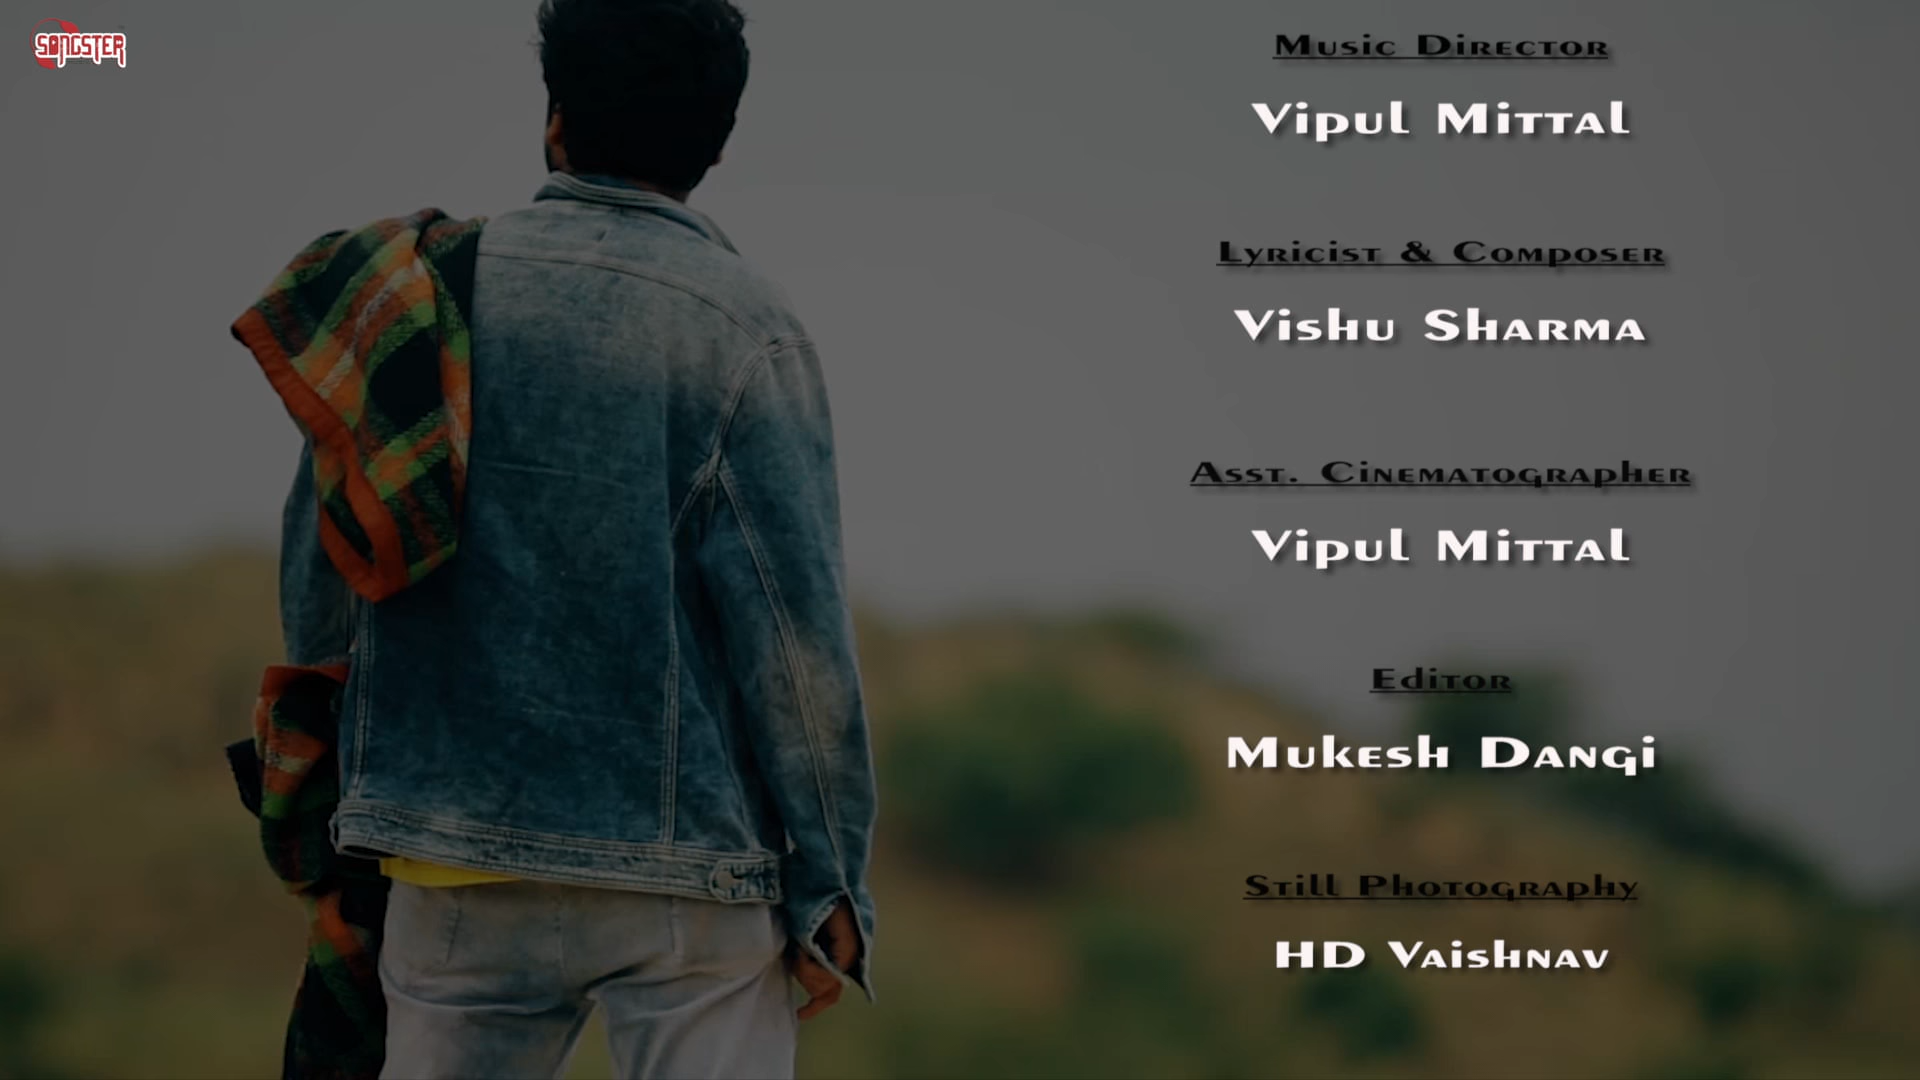 SONGSTER
Music Director
Vipul Mittal
Lyricist & Composer
Vishu Sharma
Asst. Cinematographer
Vipul Mittal
Editor
Mukesh Dangi
Still Photography
HD Vaishnav